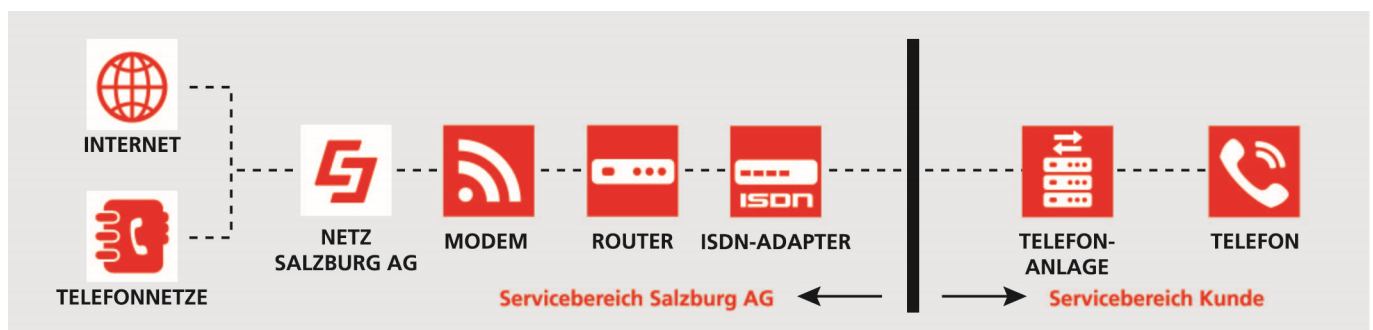 INTERNET
TELEFONNETZE
NETZ
SALZBURG AG
MODEM
ROUTER
ISDN
ISDN-ADAPTER
TELEFON-
ANLAGE
TELEFON
Servicebereich Salzburg AG
Servicebereich Kunde